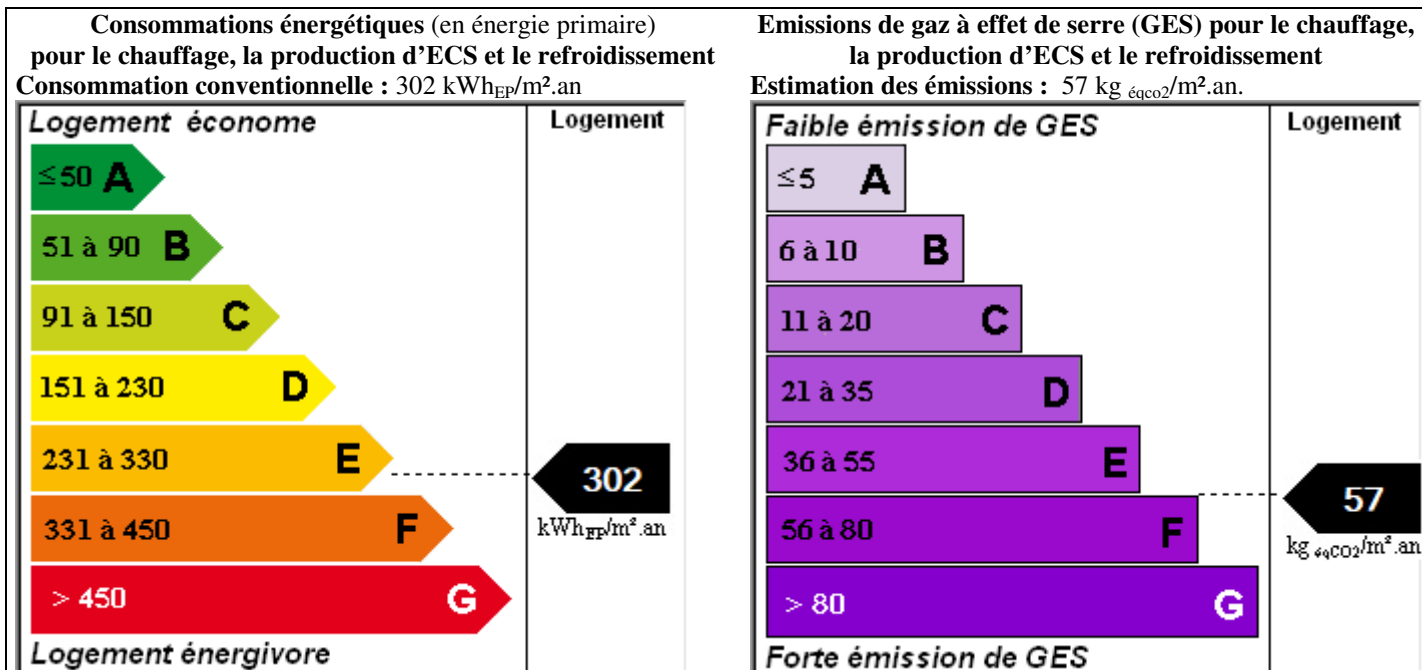 Consommations énergétiques (en énergie primaire)
pour le chauffage, la production d'ECS et le refroidissement
Consommation conventionnelle : 302 kWhEP/m².an
Logement économe
Logement
≤50 A
51 à 90 B
91 à 150 C
151 à 230 D
231 à 330 E
302
kWhEP/m².an
331 à 450 F
> 450 G
Logement énergivore
Emissions de gaz à effet de serre (GES) pour le chauffage,
la production d'ECS et le refroidissement
Estimation des émissions : 57 kg éqco2/m².an.
Faible émission de GES
Logement
≤5 A
6 à 10 B
11 à 20 C
21 à 35 D
36 à 55 E
57
kg éqCO2/m².an
56 à 80 F
> 80 G
Forte émission de GES